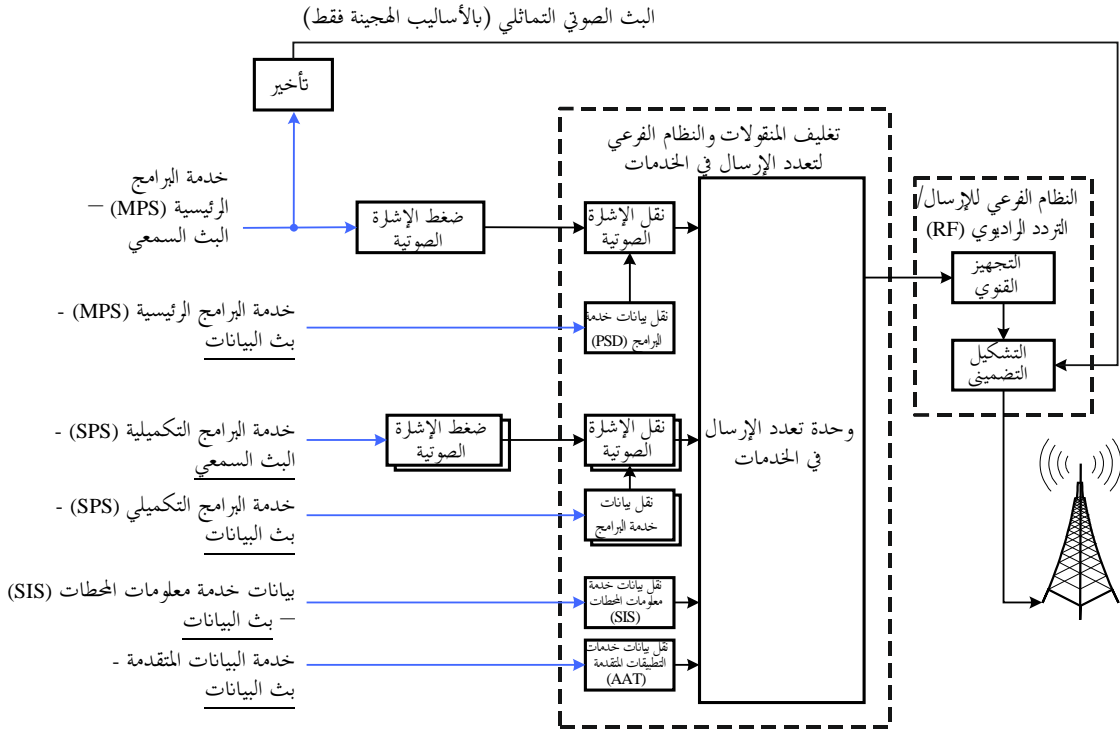 البث الصوتي التماثلي (بالأساليب الهجينة فقط)
تأخير
تغليف المنقولات والنظام الفرعي
لتعدد الإرسال في الخدمات
خدمة البرامج
الرئيسية (MPS) –
البث السمعي
ضغط الإشارة
الصوتية
نقل الإشارة
الصوتية
النظام الفرعي للإرسال/
التردد الراديوي (RF)
التجهيز
القنوي
خدمة البرامج الرئيسية (MPS) -
بث البيانات
نقل بيانات خدمة
البرامج (PSD)
التشكيل
التضميني
خدمة البرامج التكميلية (SPS) -
البث السمعي
ضغط الإشارة
الصوتية
نقل الإشارة
الصوتية
وحدة تعدد الإرسال
في الخدمات
خدمة البرامج التكميلي (SPS) -
بث البيانات
نقل بيانات
خدمة البرامج
بيانات خدمة معلومات المحطات (SIS)
– بث البيانات
نقل بيانات خدمة
معلومات المحطات
(SIS)
خدمة البيانات المتقدمة -
بث البيانات
نقل بيانات خدمات
التطبيقات المتقدمة
(AAT)